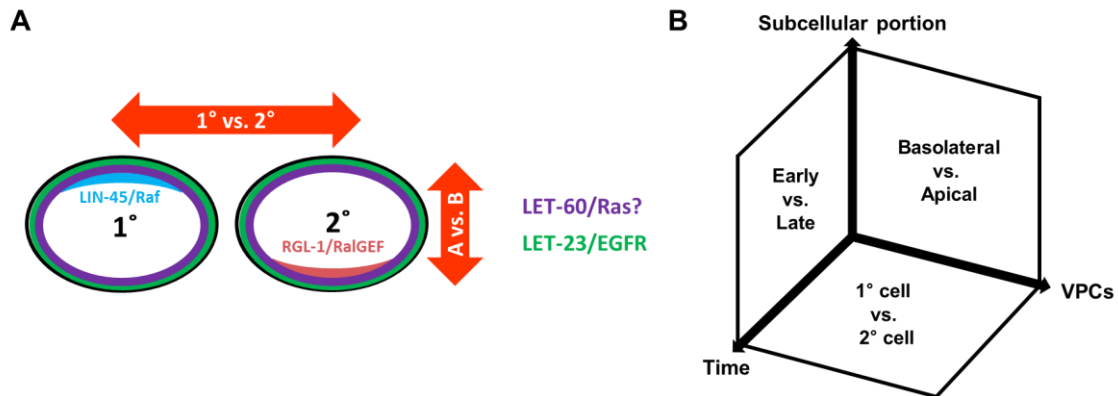 A
1° vs. 2°
LIN-45/Raf
1°
2°
RGL-1/RalGEF
A vs. B
LET-60/Ras?
LET-23/EGFR
B
Subcellular portion
Early
vs.
Late
Basolateral
vs.
Apical
1° cell
vs.
2° cell
VPCs
Time